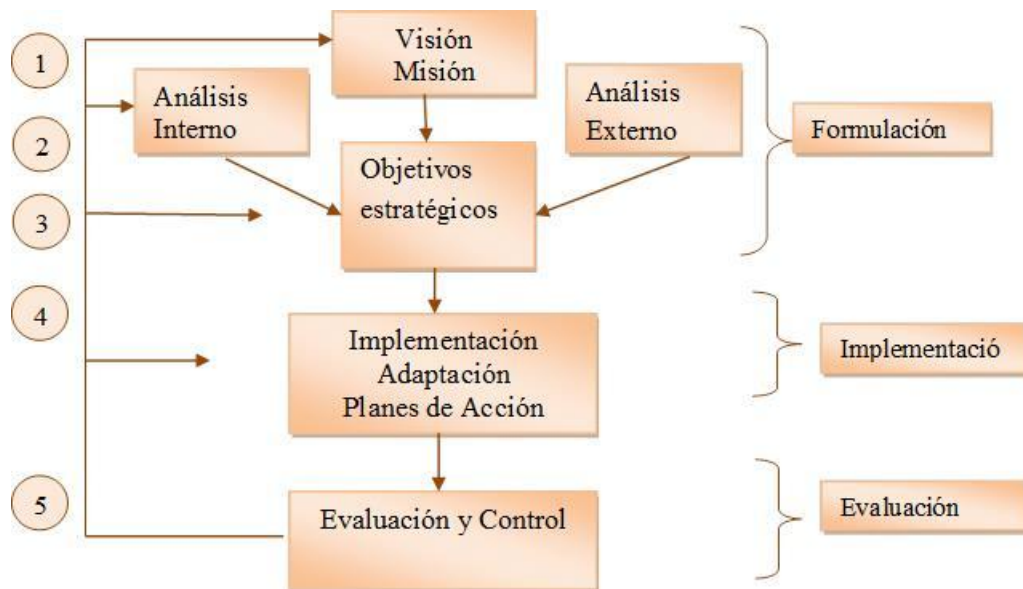 1
Visión
Misión
Análisis
Interno
Análisis
Externo
Formulación
2
Objetivos
estratégicos
3
4
Implementación
Adaptación
Planes de Acción
Implementació
5
Evaluación y Control
Evaluación